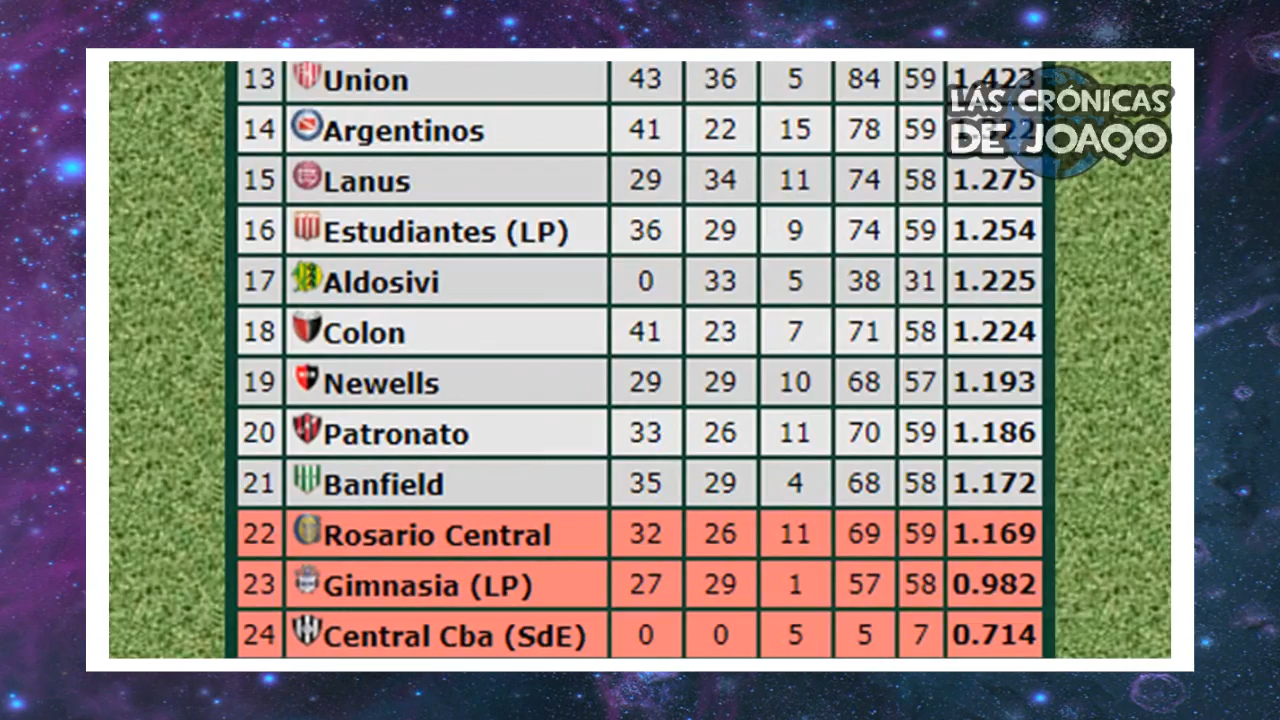 13 Union 43 36 5 84 59 1.423
LAS CRÓNICAS
DE JOAQO
14 Argentinos 41 22 15 78 59 1.322
15 Lanus 29 34 11 74 58 1.275
16 Estudiantes (LP) 36 29 9 74 59 1.254
17 Aldosivi 0 33 5 38 31 1.225
18 Colon 41 23 7 71 58 1.224
19 Newells 29 29 10 68 57 1.193
20 Patronato 33 26 11 70 59 1.186
21 Banfield 35 29 4 68 58 1.172
22 Rosario Central 32 26 11 69 59 1.169
23 Gimnasia (LP) 27 29 1 57 58 0.982
24 Central Cba (SdE) 0 0 5 5 7 0.714